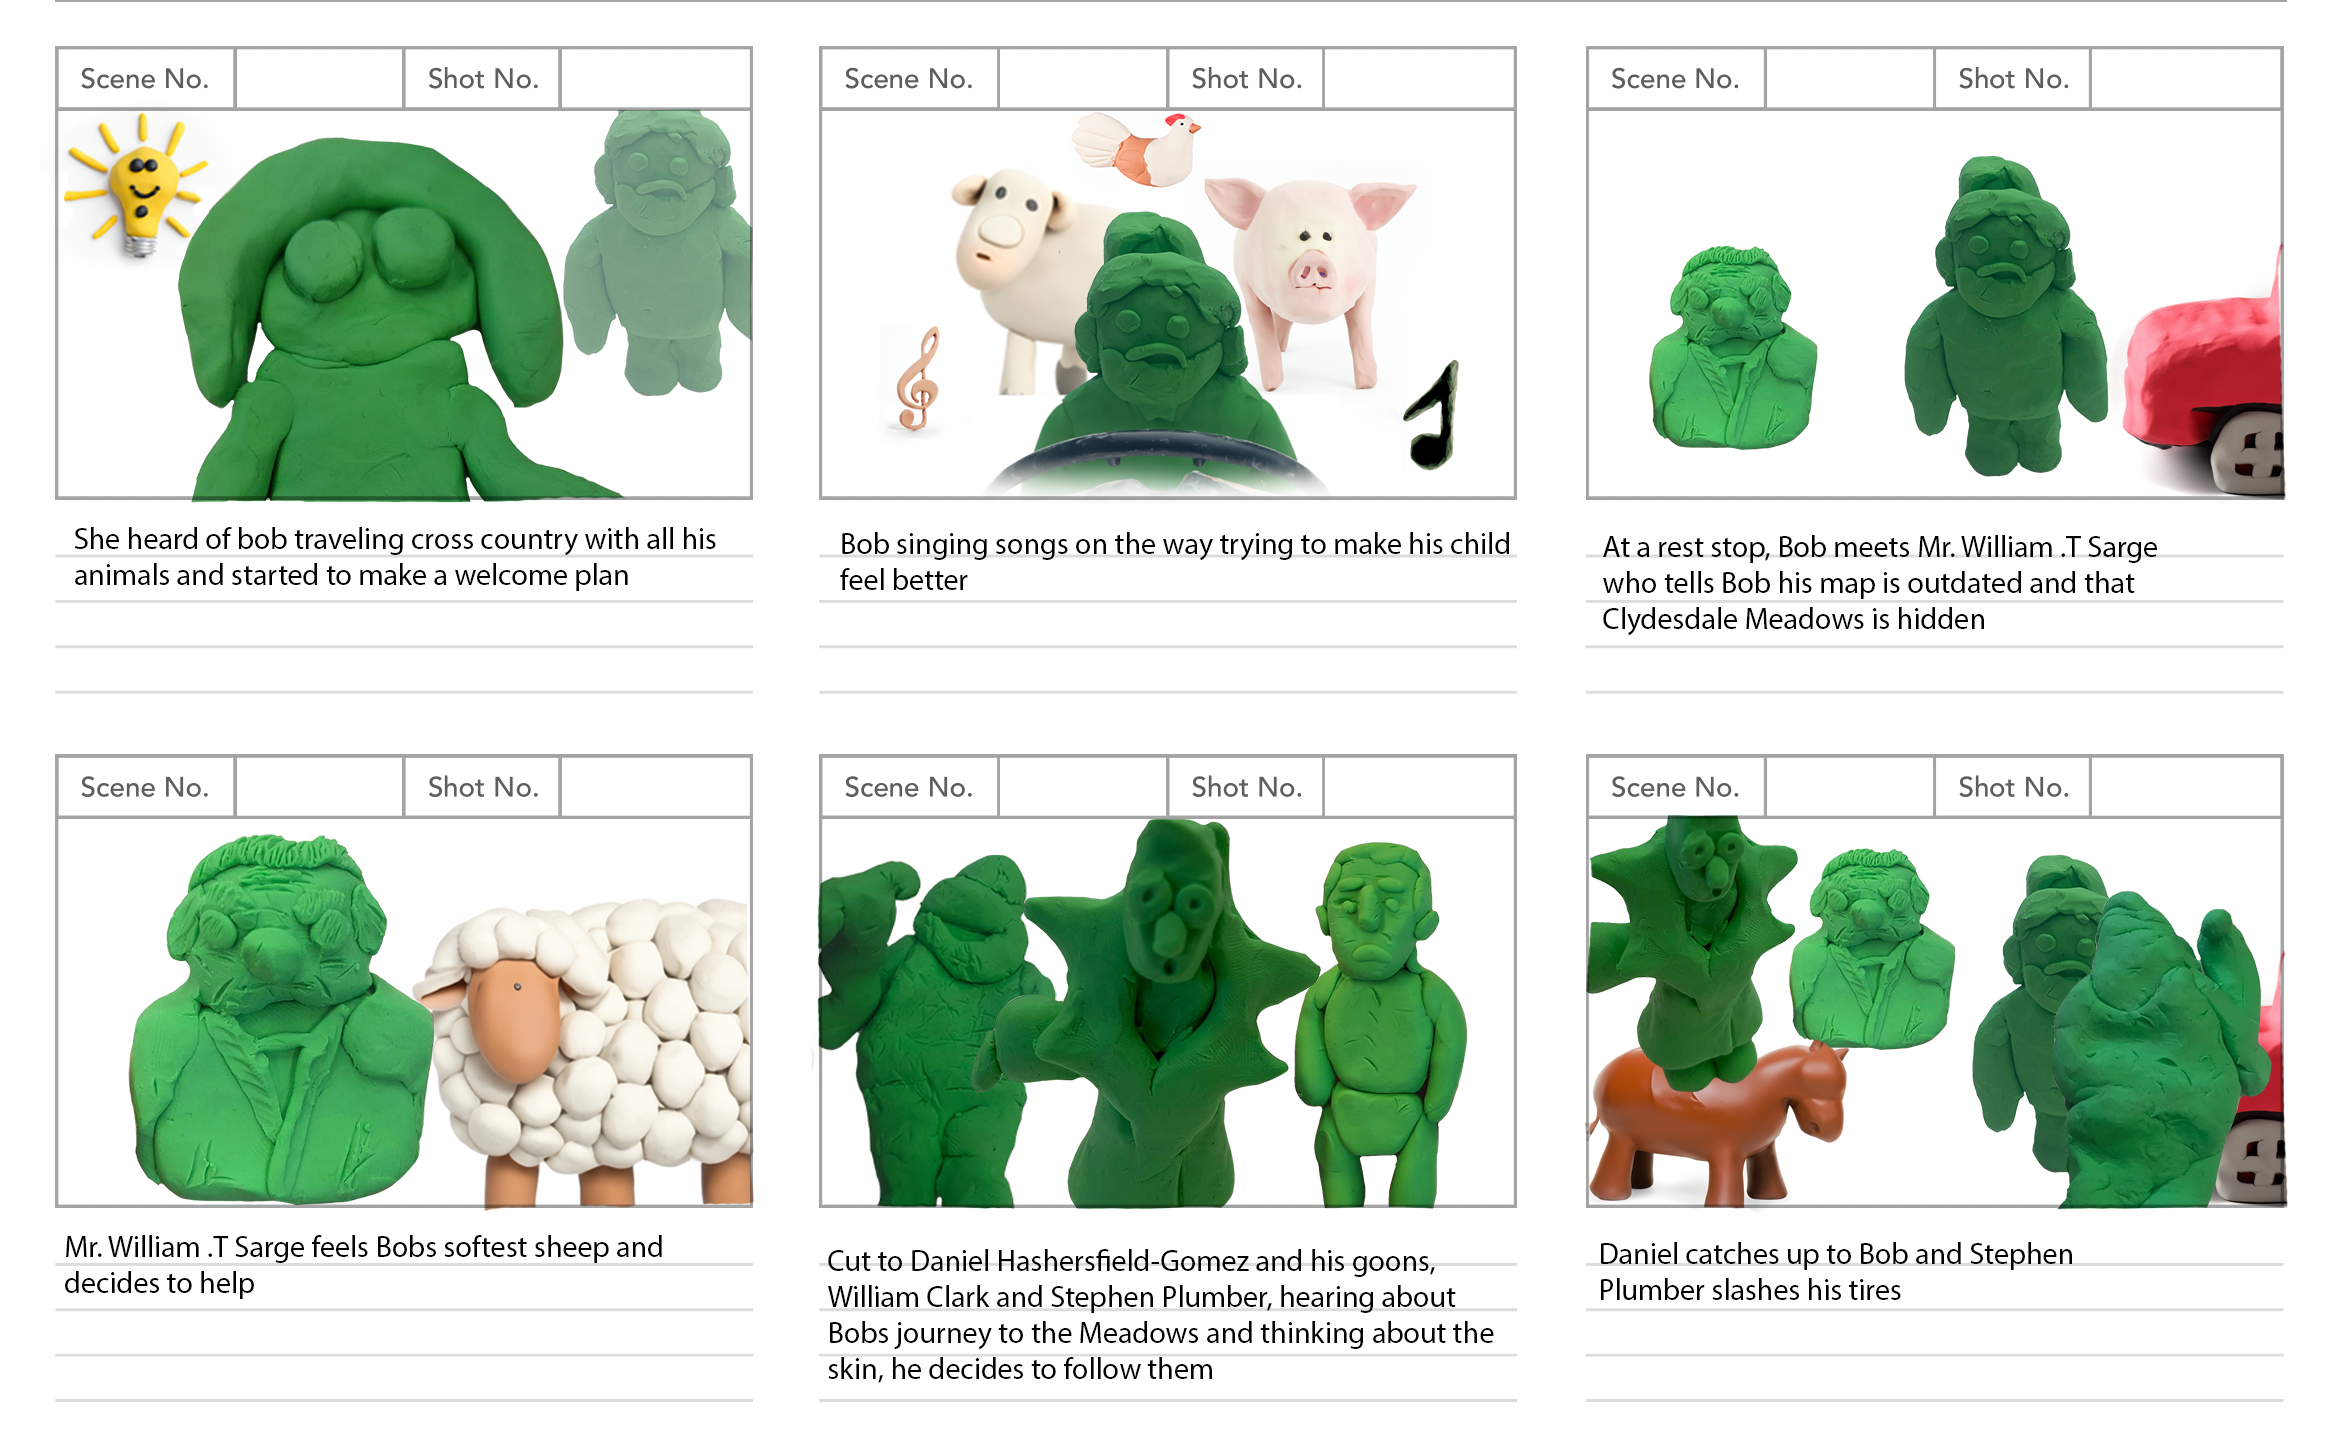 Scene No.
Shot No.
She heard of bob traveling cross country with all his
animals and started to make a welcome plan
Scene No.
Shot No.
Bob singing songs on the way trying to make his child
feel better
Scene No.
Shot No.
At a rest stop, Bob meets Mr. William .T Sarge
who tells Bob his map is outdated and that
Clydesdale Meadows is hidden
Scene No.
Shot No.
Mr. William .T Sarge feels Bobs softest sheep and
decides to help
Scene No.
Shot No.
Cut to Daniel Hashersfield-Gomez and his goons,
William Clark and Stephen Plumber, hearing about
Bobs journey to the Meadows and thinking about the
skin, he decides to follow them
Scene No.
Shot No.
Daniel catches up to Bob and Stephen
Plumber slashes his tires